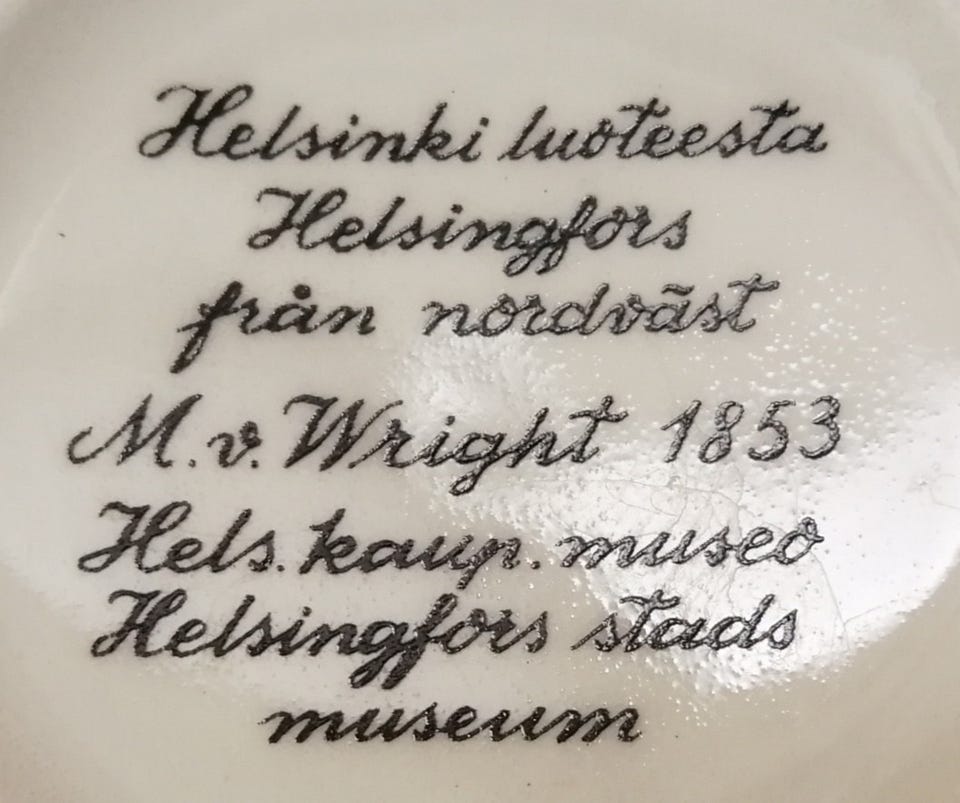 Helsinki luoteesta
Helsingfors
från nordväst
M. v. Wright 1853
Hels. kaup. museo
Helsingfors stads
museum